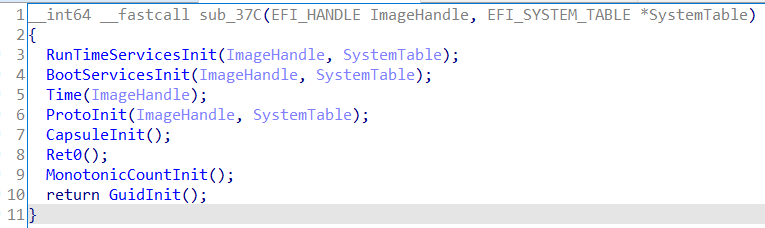 1 __int64 __fastcall sub_37C(EFI_HANDLE ImageHandle, EFI_SYSTEM_TABLE *SystemTable)
2 {
3   RunTimeServicesInit(ImageHandle, SystemTable);
4   BootServicesInit(ImageHandle, SystemTable);
5   Time(ImageHandle);
6   ProtoInit(ImageHandle, SystemTable);
7   CapsuleInit();
8   Ret0();
9   MonotonicCountInit();
10   return GuidInit();
11 }